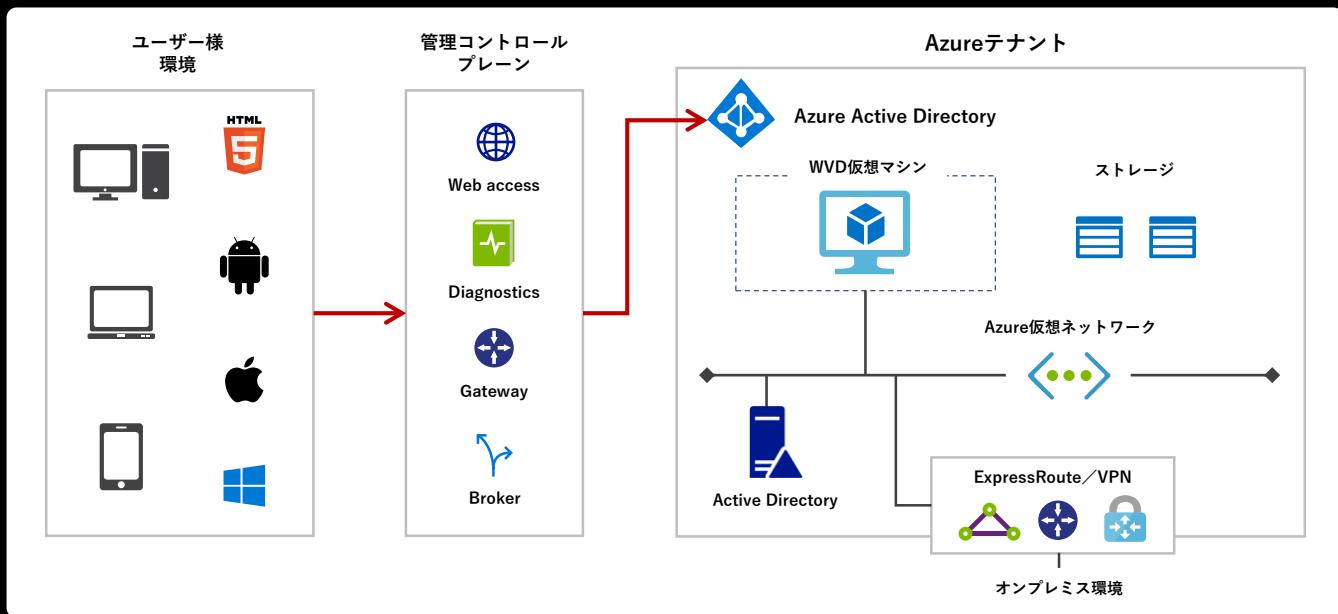 ユーザー様
環境
管理コントロール
プレーン
Azureテナント
HTML
5
Web access
Diagnostics
Gateway
Broker
Azure Active Directory
WVD仮想マシン
ストレージ
Azure仮想ネットワーク
Active Directory
ExpressRoute／VPN
オンプレミス環境